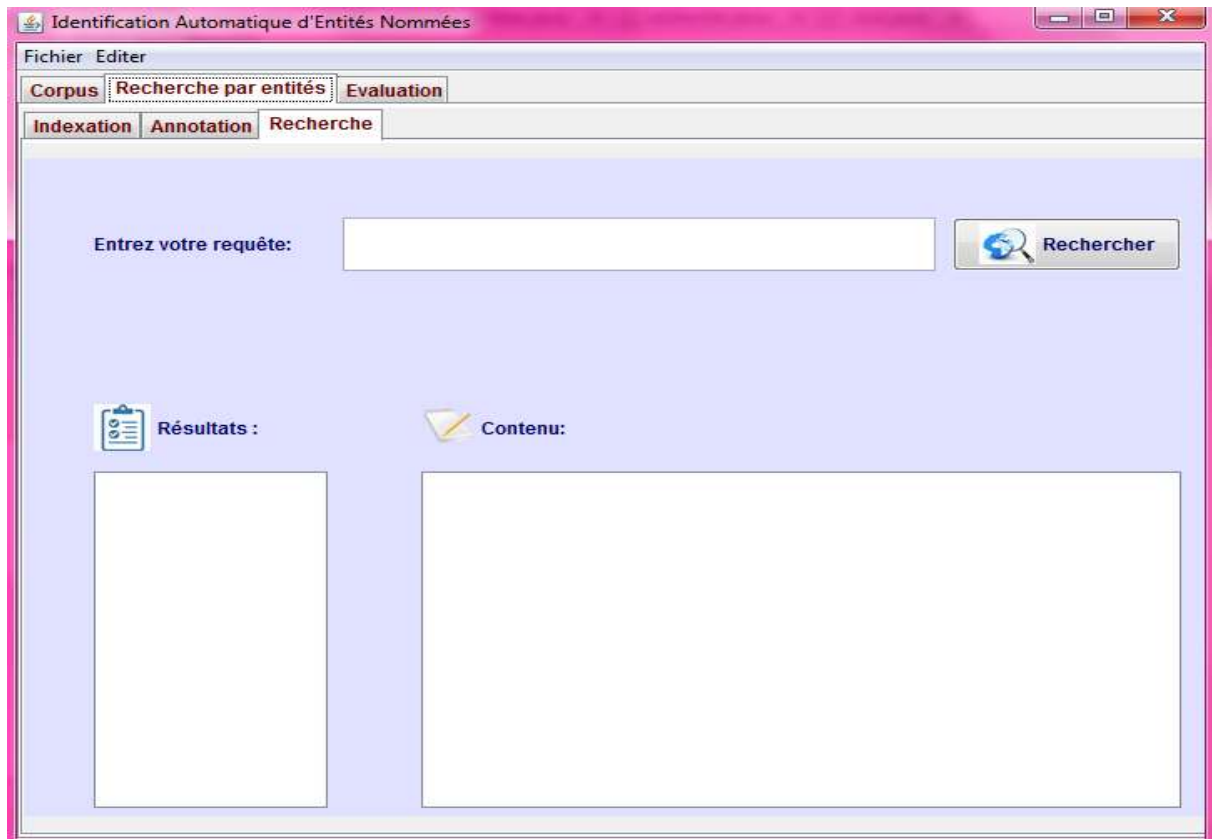 Identification Automatique d'Entités Nommées
Fichier Editer
Corpus Recherche par entités Evaluation
Indexation Annotation Recherche
Entrez votre requête: Rechercher
Résultats : Contenu: